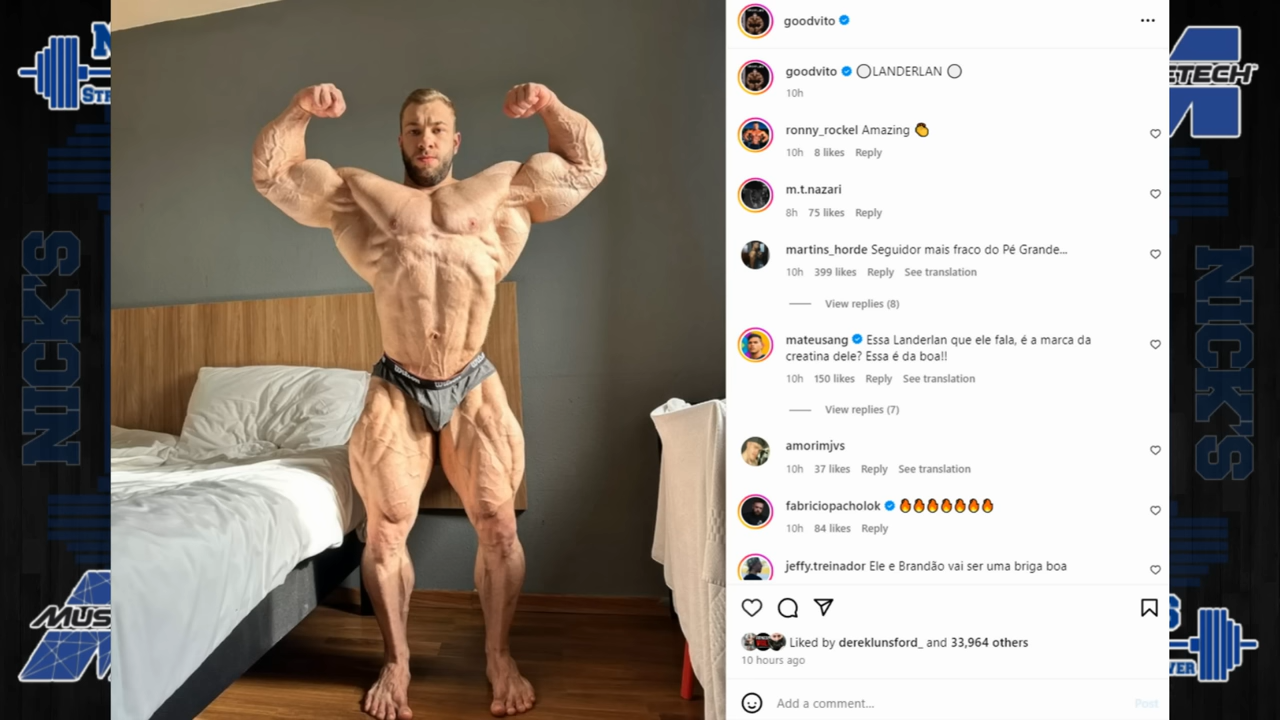 goodvito
goodvito LANDERLAN
10h
ronny_rockel Amazing 👏
10h 8 likes Reply
m.t.nazari
8h 75 likes Reply
martins_horde Seguidor mais fraco do Pé Grande...
10h 399 likes Reply See translation
View replies (8)
mateusang Essa Landerlan que ele fala, é a marca da
creatina dele? Essa é da boa!!
10h 150 likes Reply See translation
View replies (7)
amorimjvs
10h 37 likes Reply See translation
fabriciopacholok 🔥🔥🔥🔥🔥🔥🔥
10h 84 likes Reply
jeffy.treinador Ele e Brandão vai ser uma briga boa
Liked by dereklunsford_ and 33,964 others
10 hours ago
Add a comment...
Post
NICK'S
NICK'S
ETECH
MUS